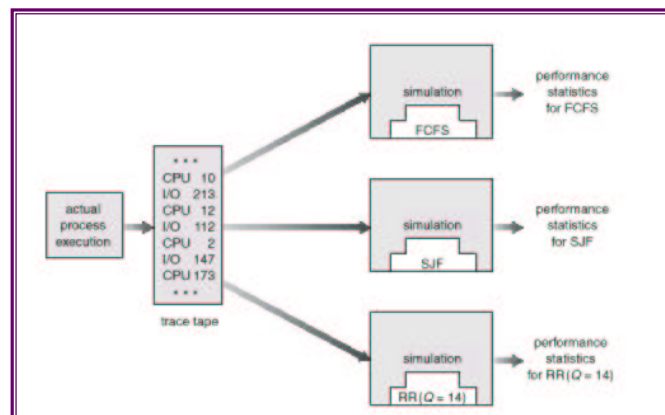 actual
process
execution
• • •
CPU 10
I/O 213
CPU 12
I/O 112
CPU 2
I/O 147
CPU 173
• • •
trace tape
simulation
FCFS
performance
statistics
for FCFS
simulation
SJF
performance
statistics
for SJF
simulation
RR(Q = 14)
performance
statistics
for RR(Q = 14)